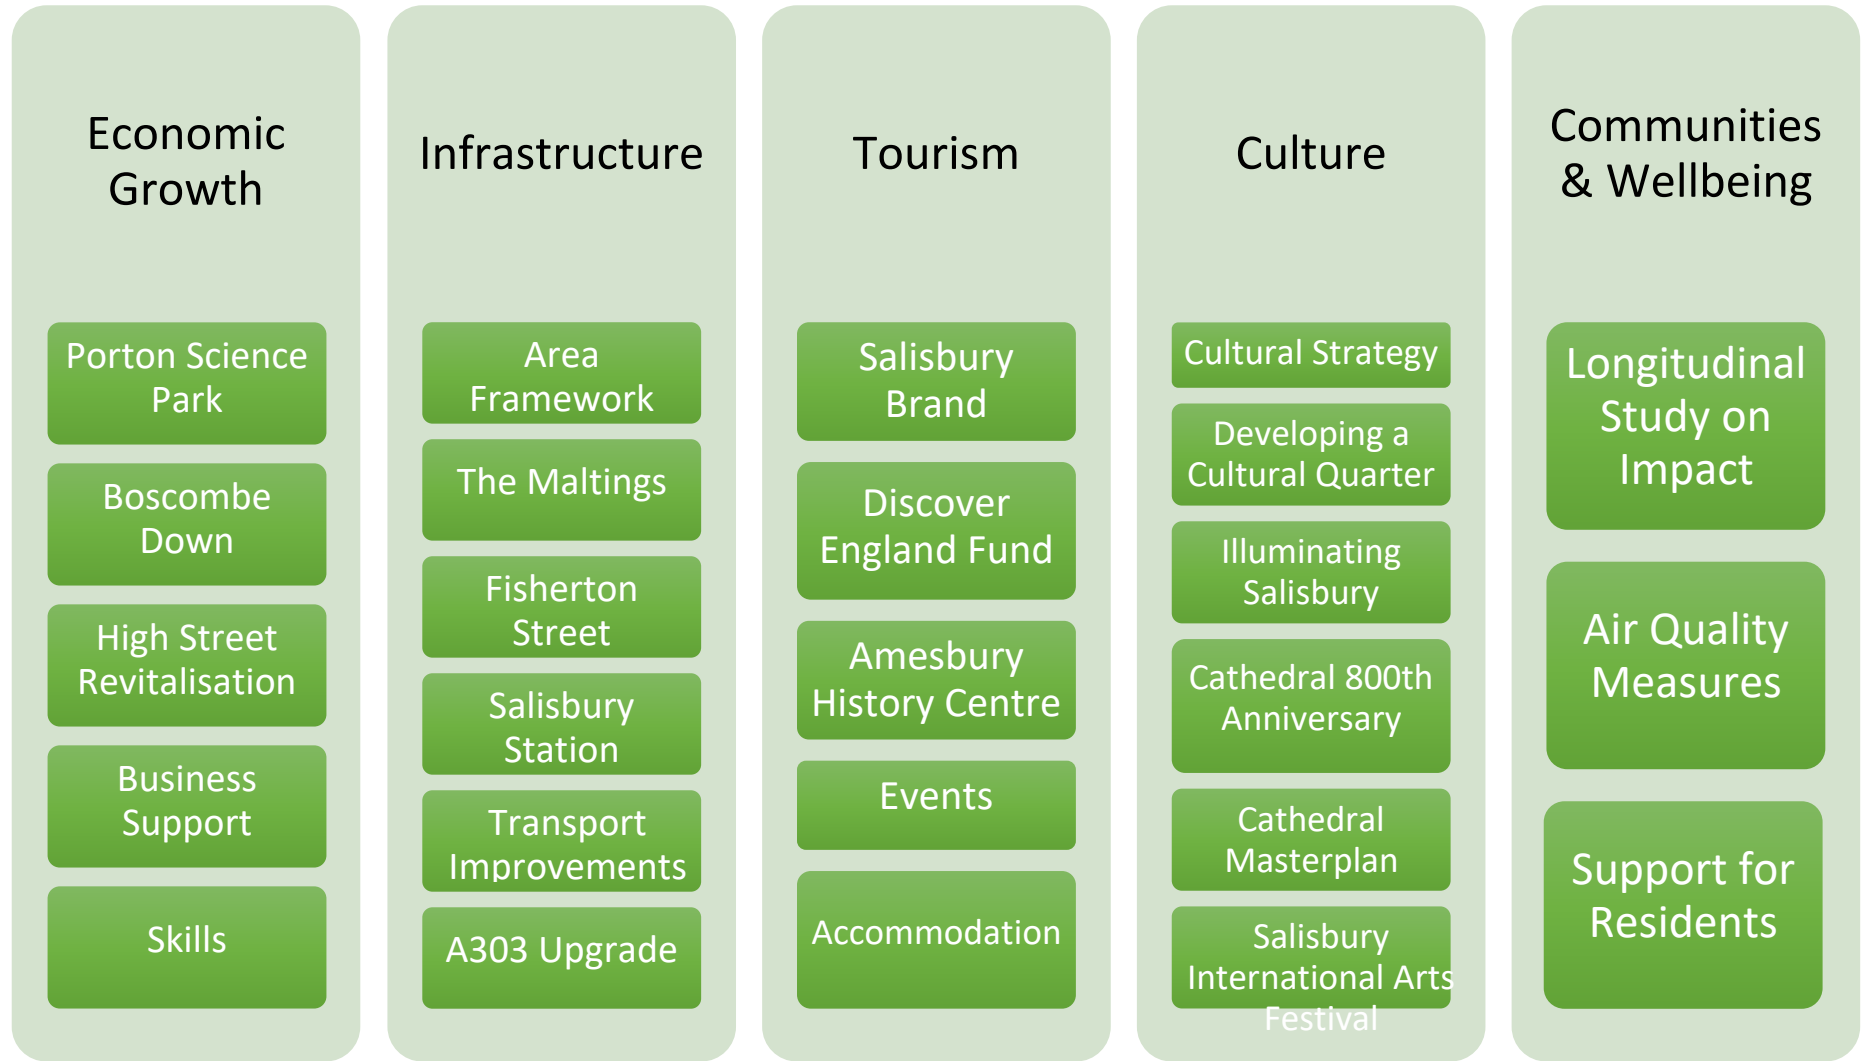 Economic
Growth
Porton Science
Park
Boscombe
Down
High Street
Revitalisation
Business
Support
Skills
Infrastructure
Area
Framework
The Maltings
Fisherton
Street
Salisbury
Station
Transport
Improvements
A303 Upgrade
Tourism
Salisbury
Brand
Discover
England Fund
Amesbury
History Centre
Events
Accommodation
Culture
Cultural Strategy
Developing a
Cultural Quarter
Illuminating
Salisbury
Cathedral 800th
Anniversary
Cathedral
Masterplan
Salisbury
International Arts
Festival
Communities
& Wellbeing
Longitudinal
Study on
Impact
Air Quality
Measures
Support for
Residents